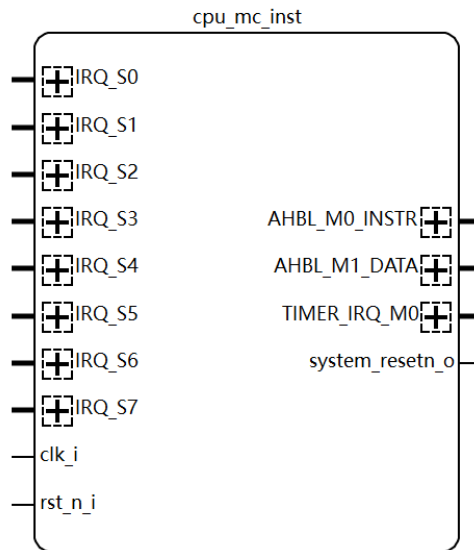 cpu_mc_inst
IRQ_S0
IRQ_S1
IRQ_S2
IRQ_S3
AHBL_M0_INSTR
IRQ_S4
AHBL_M1_DATA
IRQ_S5
TIMER_IRQ_M0
IRQ_S6
system_resetn_o
IRQ_S7
clk_i
rst_n_i